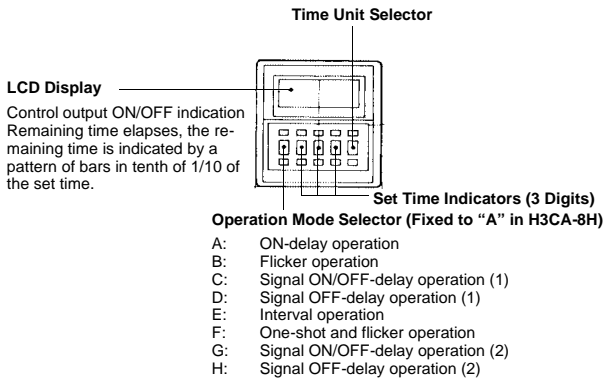 Time Unit Selector
LCD Display
Control output ON/OFF indication
Remaining time elapses, the re-
maining time is indicated by a
pattern of bars in tenth of 1/10 of
the set time.
Set Time Indicators (3 Digits)
Operation Mode Selector (Fixed to “A” in H3CA-8H)
A: ON-delay operation
B: Flicker operation
C: Signal ON/OFF-delay operation (1)
D: Signal OFF-delay operation (1)
E: Interval operation
F: One-shot and flicker operation
G: Signal ON/OFF-delay operation (2)
H: Signal OFF-delay operation (2)